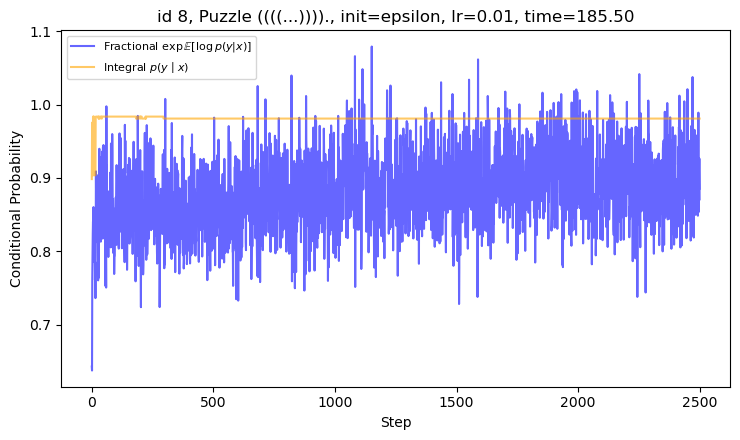 id 8, Puzzle ((((...))))., init=epsilon, lr=0.01, time=185.50
Fractional exp𝔼[log p(y|x)]
Integral p(y | x)
Conditional Probability
1.1
1.0
0.9
0.8
0.7
0
500
1000
1500
2000
2500
Step